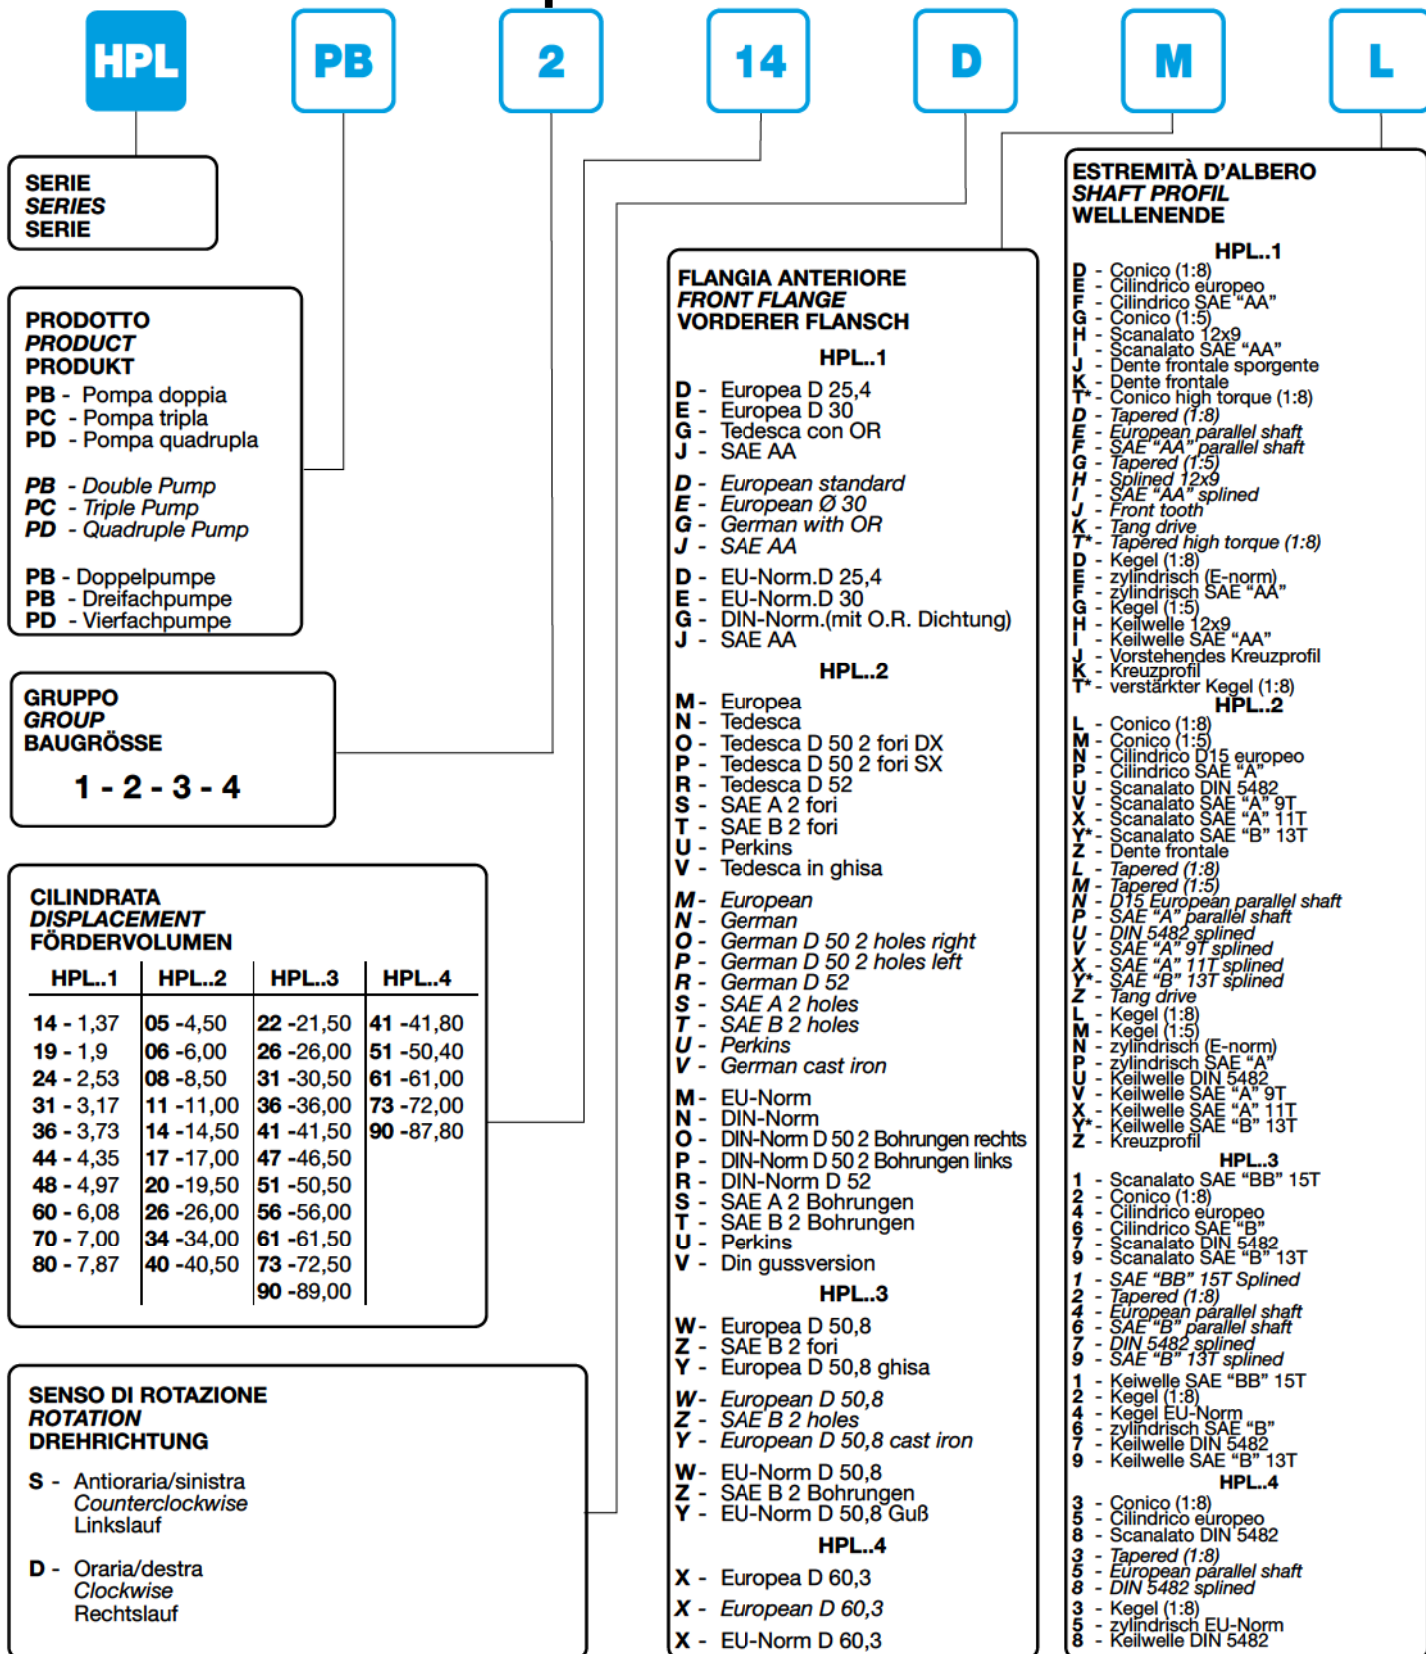 HPL PB 2 14 D M L
SERIE
SERIES
SERIE
PRODOTTO
PRODUCT
PRODUKT
PB - Pompa doppia
PC - Pompa tripla
PD - Pompa quadrupla
PB - Double Pump
PC - Triple Pump
PD - Quadruple Pump
PB - Doppelpumpe
PB - Dreifachpumpe
PD - Vierfachpumpe
GRUPPO
GROUP
BAUGRÖSSE
1 - 2 - 3 - 4
CILINDRATA
DISPLACEMENT
FÖRDERVOLUMEN
HPL..1 HPL..2 HPL..3 HPL..4
14 - 1,37 05 -4,50 22 -21,50 41 -41,80
19 - 1,9 06 -6,00 26 -26,00 51 -50,40
24 - 2,53 08 -8,50 31 -30,50 61 -61,00
31 - 3,17 11 -11,00 36 -36,00 73 -72,00
36 - 3,73 14 -14,50 41 -41,50 90 -87,80
44 - 4,35 17 -17,00 47 -46,50
48 - 4,97 20 -19,50 51 -50,50
60 - 6,08 26 -26,00 56 -56,00
70 - 7,00 34 -34,00 61 -61,50
80 - 7,87 40 -40,50 73 -72,50
90 -89,00
SENSO DI ROTAZIONE
ROTATION
DREHRICHTUNG
S - Antioraria/sinistra
Counterclockwise
Linkslauf
D - Oraria/destra
Clockwise
Rechtslauf
FLANGIA ANTERIORE
FRONT FLANGE
VORDERER FLANSCH
HPL..1
D - Europea D 25,4
E - Europea D 30
G - Tedesca con OR
J - SAE AA
D - European standard
E - European Ø 30
G - German with OR
J - SAE AA
D - EU-Norm.D 25,4
E - EU-Norm.D 30
G - DIN-Norm.(mit O.R. Dichtung)
J - SAE AA
HPL..2
M - Europea
N - Tedesca
O - Tedesca D 50 2 fori DX
P - Tedesca D 50 2 fori SX
R - Tedesca D 52
S - SAE A 2 fori
T - SAE B 2 fori
U - Perkins
V - Tedesca in ghisa
M - European
N - German
O - German D 50 2 holes right
P - German D 50 2 holes left
R - German D 52
S - SAE A 2 holes
T - SAE B 2 holes
U - Perkins
V - German cast iron
M - EU-Norm
N - DIN-Norm
O - DIN-Norm D 50 2 Bohrungen rechts
P - DIN-Norm D 50 2 Bohrungen links
R - DIN-Norm D 52
S - SAE A 2 Bohrungen
T - SAE B 2 Bohrungen
U - Perkins
V - Din gussversion
HPL..3
W - Europea D 50,8
Z - SAE B 2 fori
Y - Europea D 50,8 ghisa
W - European D 50,8
Z - SAE B 2 holes
Y - European D 50,8 cast iron
W - EU-Norm D 50,8
Z - SAE B 2 Bohrungen
Y - EU-Norm D 50,8 Guß
HPL..4
X - Europea D 60,3
X - European D 60,3
X - EU-Norm D 60,3
ESTREMITÀ D'ALBERO
SHAFT PROFIL
WELLENENDE
HPL..1
D - Conico (1:8)
E - Cilindrico europeo
F - Cilindrico SAE “AA”
G - Conico (1:5)
H - Scanalato 12x9
I - Scanalato SAE “AA”
J - Dente frontale sporgente
K - Dente frontale
T* - Conico high torque (1:8)
D - Tapered (1:8)
E - European parallel shaft
F - SAE “AA” parallel shaft
G - Tapered (1:5)
H - Splined 12x9
I - SAE “AA” splined
J - Front tooth
K - Tang drive
T* - Tapered high torque (1:8)
D - Kegel (1:8)
E - zylindrisch (E-norm)
F - zylindrisch SAE “AA”
G - Kegel (1:5)
H - Keilwelle 12x9
I - Keilwelle SAE “AA”
J - Vorstehendes Kreuzprofil
K - Kreuzprofil
T* - verstärkter Kegel (1:8)
HPL..2
L - Conico (1:8)
M - Conico (1:5)
N - Cilindrico D15 europeo
P - Cilindrico SAE “A”
U - Scanalato DIN 5482
V - Scanalato SAE “A” 9T
X - Scanalato SAE “A” 11T
Y* - Scanalato SAE “B” 13T
Z - Dente frontale
L - Tapered (1:8)
M - Tapered (1:5)
N - D15 European parallel shaft
P - SAE “A” parallel shaft
U - DIN 5482 splined
V - SAE “A” 9T splined
X - SAE “A” 11T splined
Y* - SAE “B” 13T splined
Z - Tang drive
L - Kegel (1:8)
M - Kegel (1:5)
N - zylindrisch (E-norm)
P - zylindrisch SAE “A”
U - Keilwelle DIN 5482
V - Keilwelle SAE “A” 9T
X - Keilwelle SAE “A” 11T
Y* - Keilwelle SAE “B” 13T
Z - Kreuzprofil
HPL..3
1 - Scanalato SAE “BB” 15T
2 - Conico (1:8)
4 - Cilindrico europeo
6 - Cilindrico SAE “B”
7 - Scanalato DIN 5482
9 - Scanalato SAE “B” 13T
1 - SAE “BB” 15T Splined
2 - Tapered (1:8)
4 - European parallel shaft
6 - SAE “B” parallel shaft
7 - DIN 5482 splined
9 - SAE “B” 13T splined
1 - Keiwelle SAE “BB” 15T
2 - Kegel (1:8)
4 - Kegel EU-Norm
6 - zylindrisch SAE “B”
7 - Keilwelle DIN 5482
9 - Keilwelle SAE “B” 13T
HPL..4
3 - Conico (1:8)
5 - Cilindrico europeo
8 - Scanalato DIN 5482
3 - Tapered (1:8)
5 - European parallel shaft
8 - DIN 5482 splined
3 - Kegel (1:8)
5 - zylindrisch EU-Norm
8 - Keilwelle DIN 5482